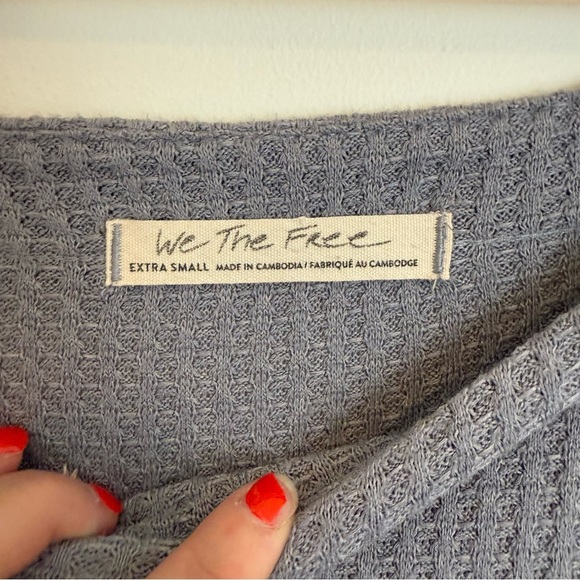 We The Free
EXTRA SMALL MADE IN CAMBODIA / FABRIQUÉ AU CAMBODGE